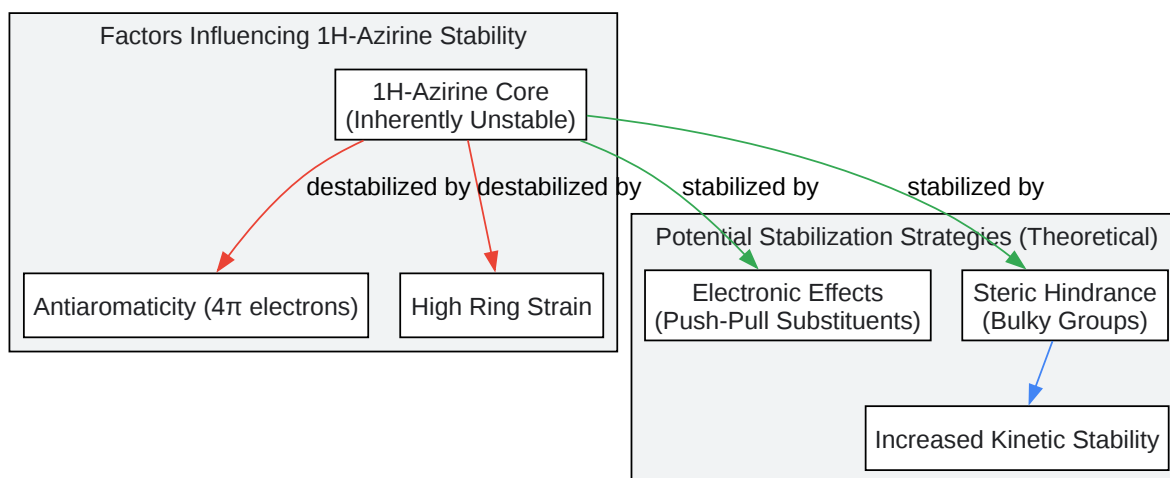 Factors Influencing 1H-Azirine Stability
1H-Azirine Core
(Inherently Unstable)
destabilized by
destabilized by
stabilized by
stabilized by
Potential Stabilization Strategies (Theoretical)
Antiaromaticity (4π electrons)
High Ring Strain
Electronic Effects
(Push-Pull Substituents)
Steric Hindrance
(Bulky Groups)
Increased Kinetic Stability